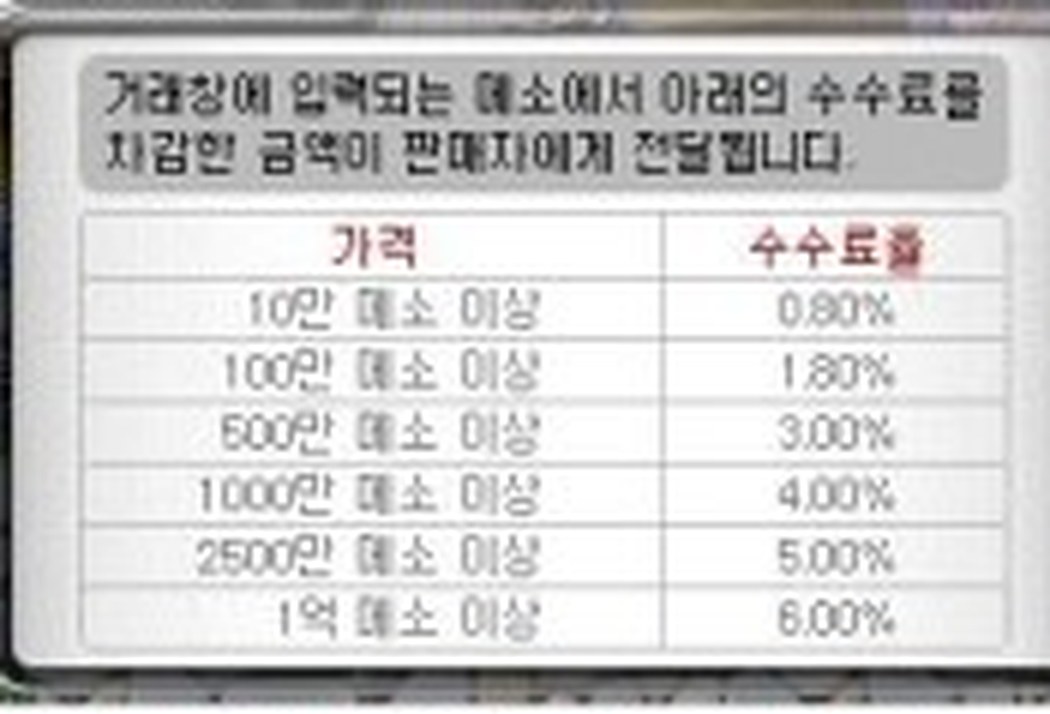 거래창에 입력되는 메소에서 아래의 수수료를
차감한 금액이 판매자에게 전달됩니다.
가격 수수료율
10만 메소 이상 0.80%
100만 메소 이상 1.80%
500만 메소 이상 3.00%
1000만 메소 이상 4.00%
2500만 메소 이상 5.00%
1억 메소 이상 6.00%